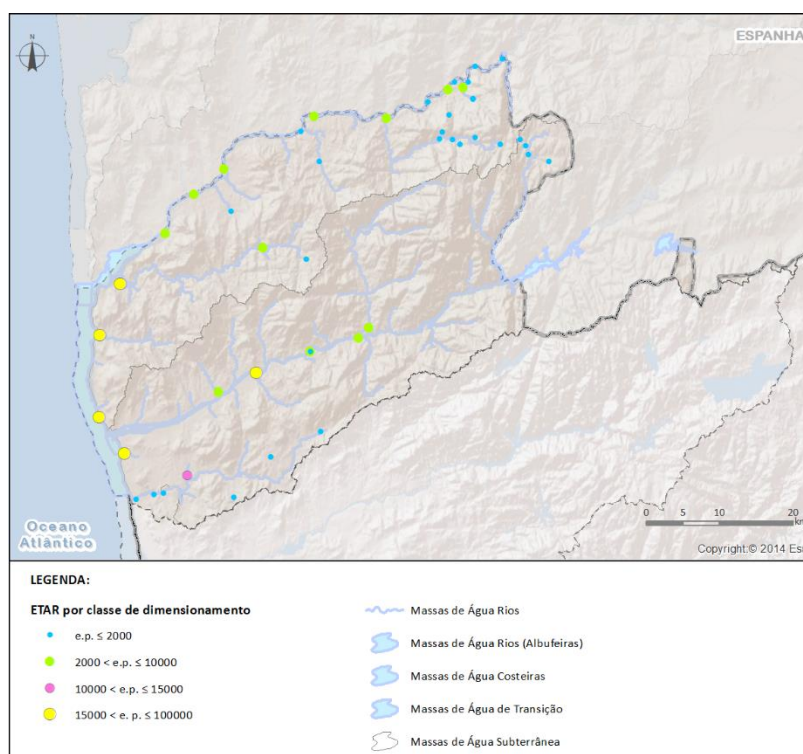 N
ESPANHA
Oceano
Atlântico
0 5 10 20
km
Copyright:© 2014 Es
LEGENDA:
ETAR por classe de dimensionamento
e.p. ≤ 2000
2000 < e.p. ≤ 10000
10000 < e.p. ≤ 15000
15000 < e. p. ≤ 100000
Massas de Água Rios
Massas de Água Rios (Albufeiras)
Massas de Água Costeiras
Massas de Água de Transição
Massas de Água Subterrânea